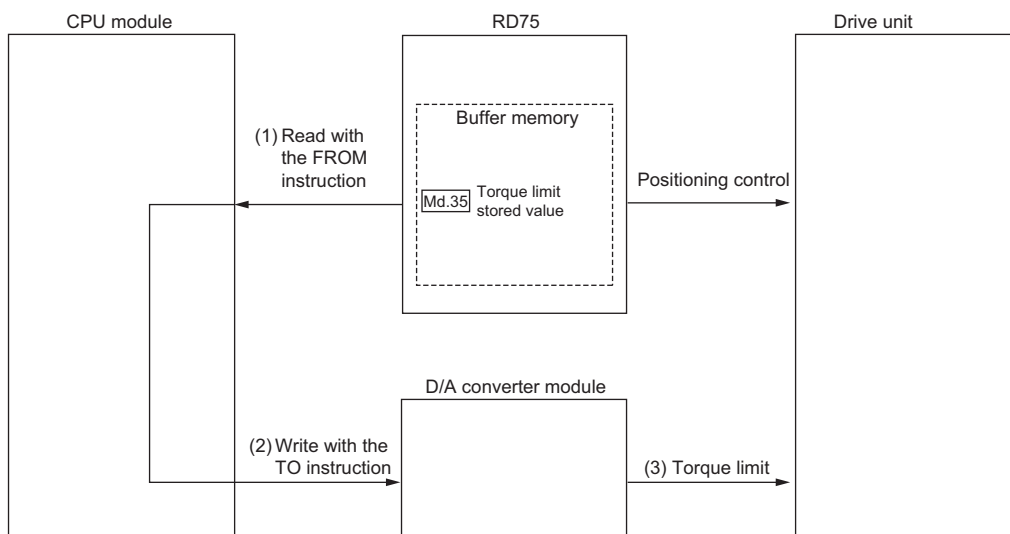 CPU module
RD75
Drive unit
Buffer memory
(1) Read with
the FROM
instruction
Md.35
Torque limit
stored value
Positioning control
D/A converter module
(2) Write with the
TO instruction
(3) Torque limit